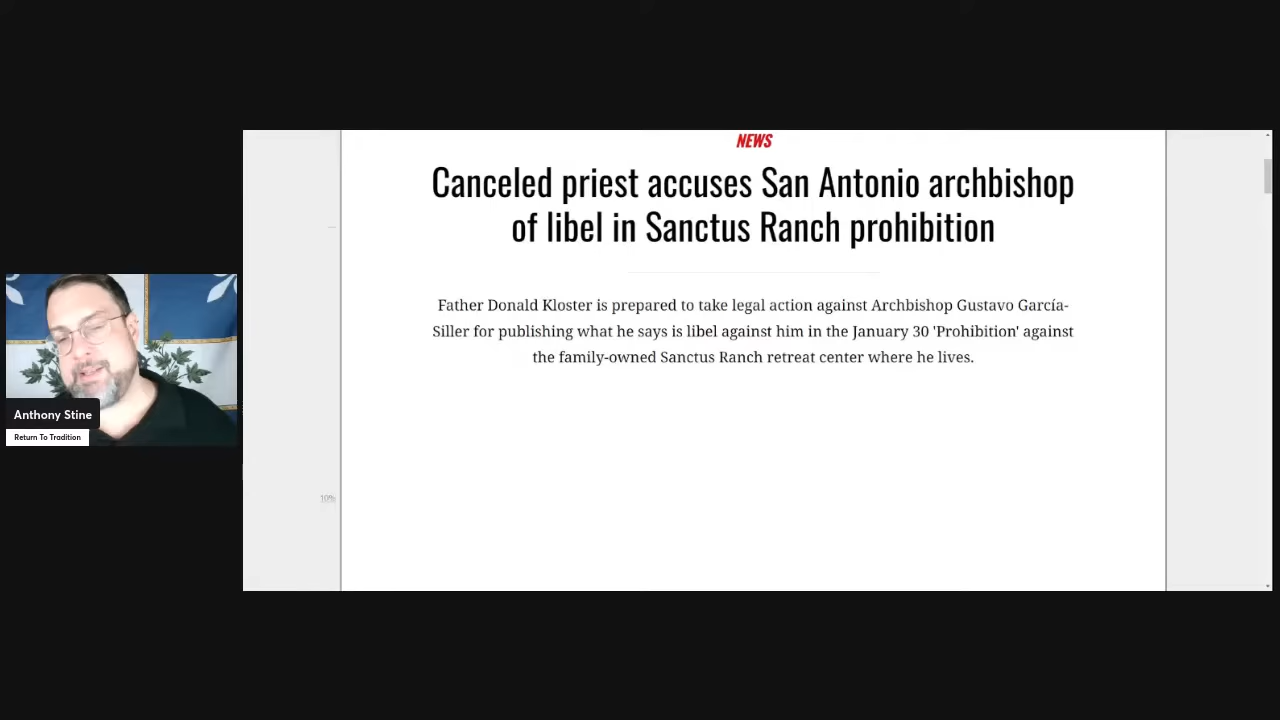 NEWS
Canceled priest accuses San Antonio archbishop
of libel in Sanctus Ranch prohibition
Father Donald Kloster is prepared to take legal action against Archbishop Gustavo García-
Siller for publishing what he says is libel against him in the January 30 'Prohibition' against
the family-owned Sanctus Ranch retreat center where he lives.
Anthony Stine
Return To Tradition
10%